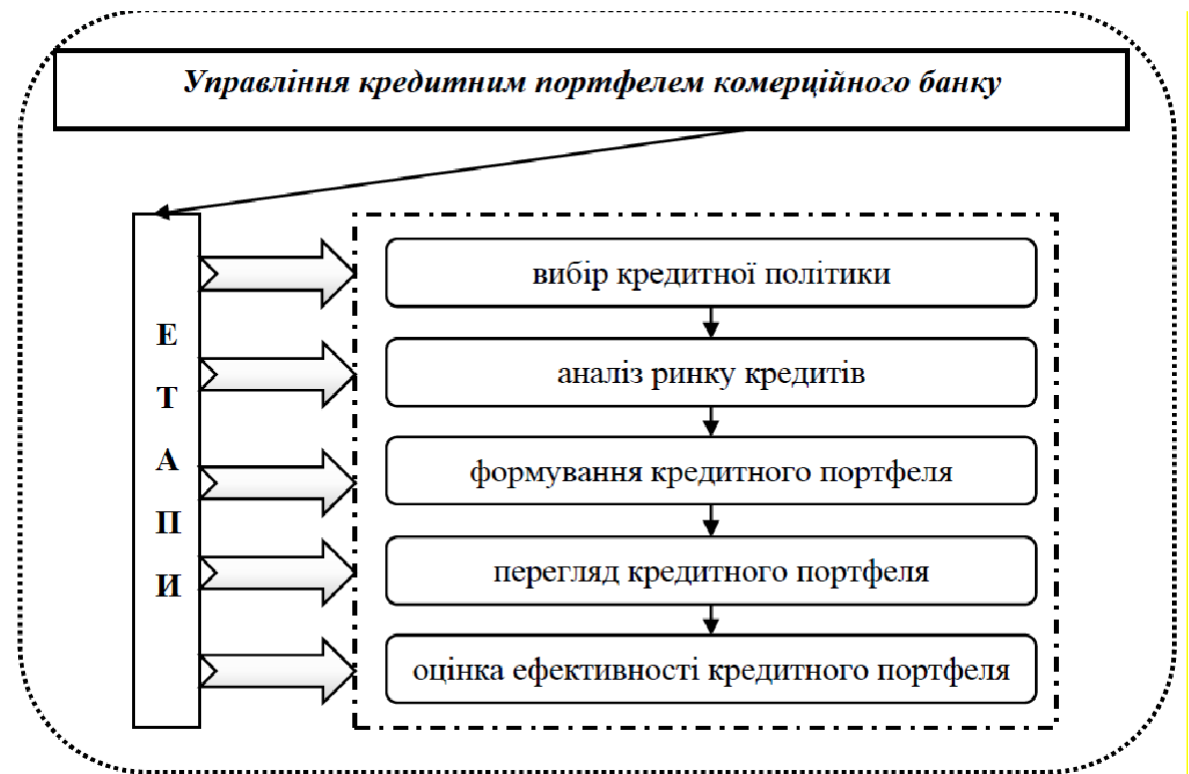 Управління кредитним портфелем комерційного банку
Е
Т
А
П
И
вибір кредитної політики
аналіз ринку кредитів
формування кредитного портфеля
перегляд кредитного портфеля
оцінка ефективності кредитного портфеля